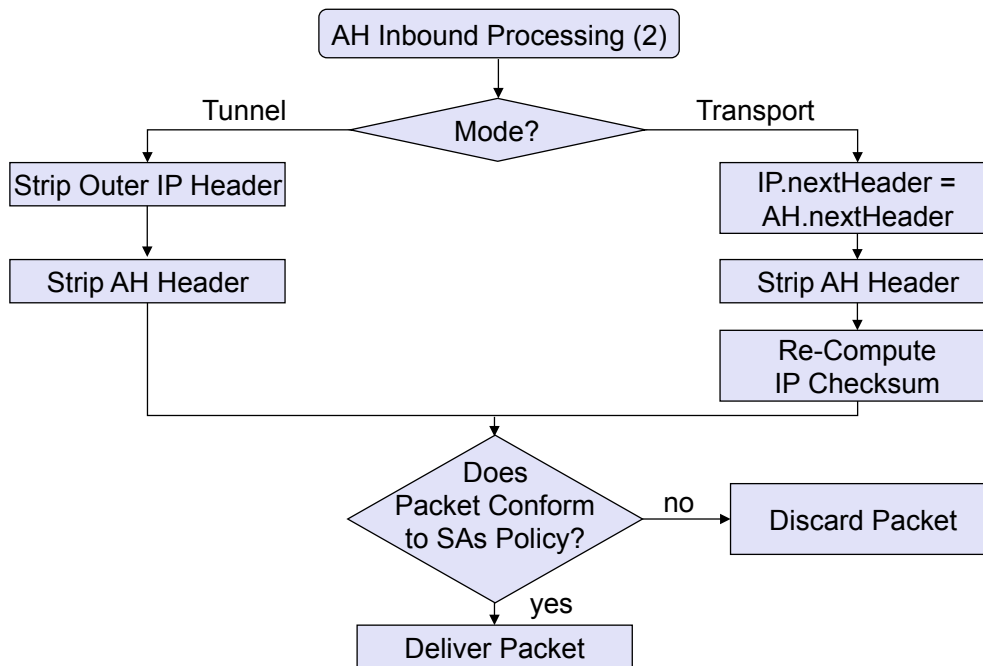 AH Inbound Processing (2)
Tunnel
Mode?
Transport
Strip Outer IP Header
IP.nextHeader =
AH.nextHeader
Strip AH Header
Strip AH Header
Re-Compute
IP Checksum
Does
Packet Conform
to SAs Policy?
no
Discard Packet
yes
Deliver Packet